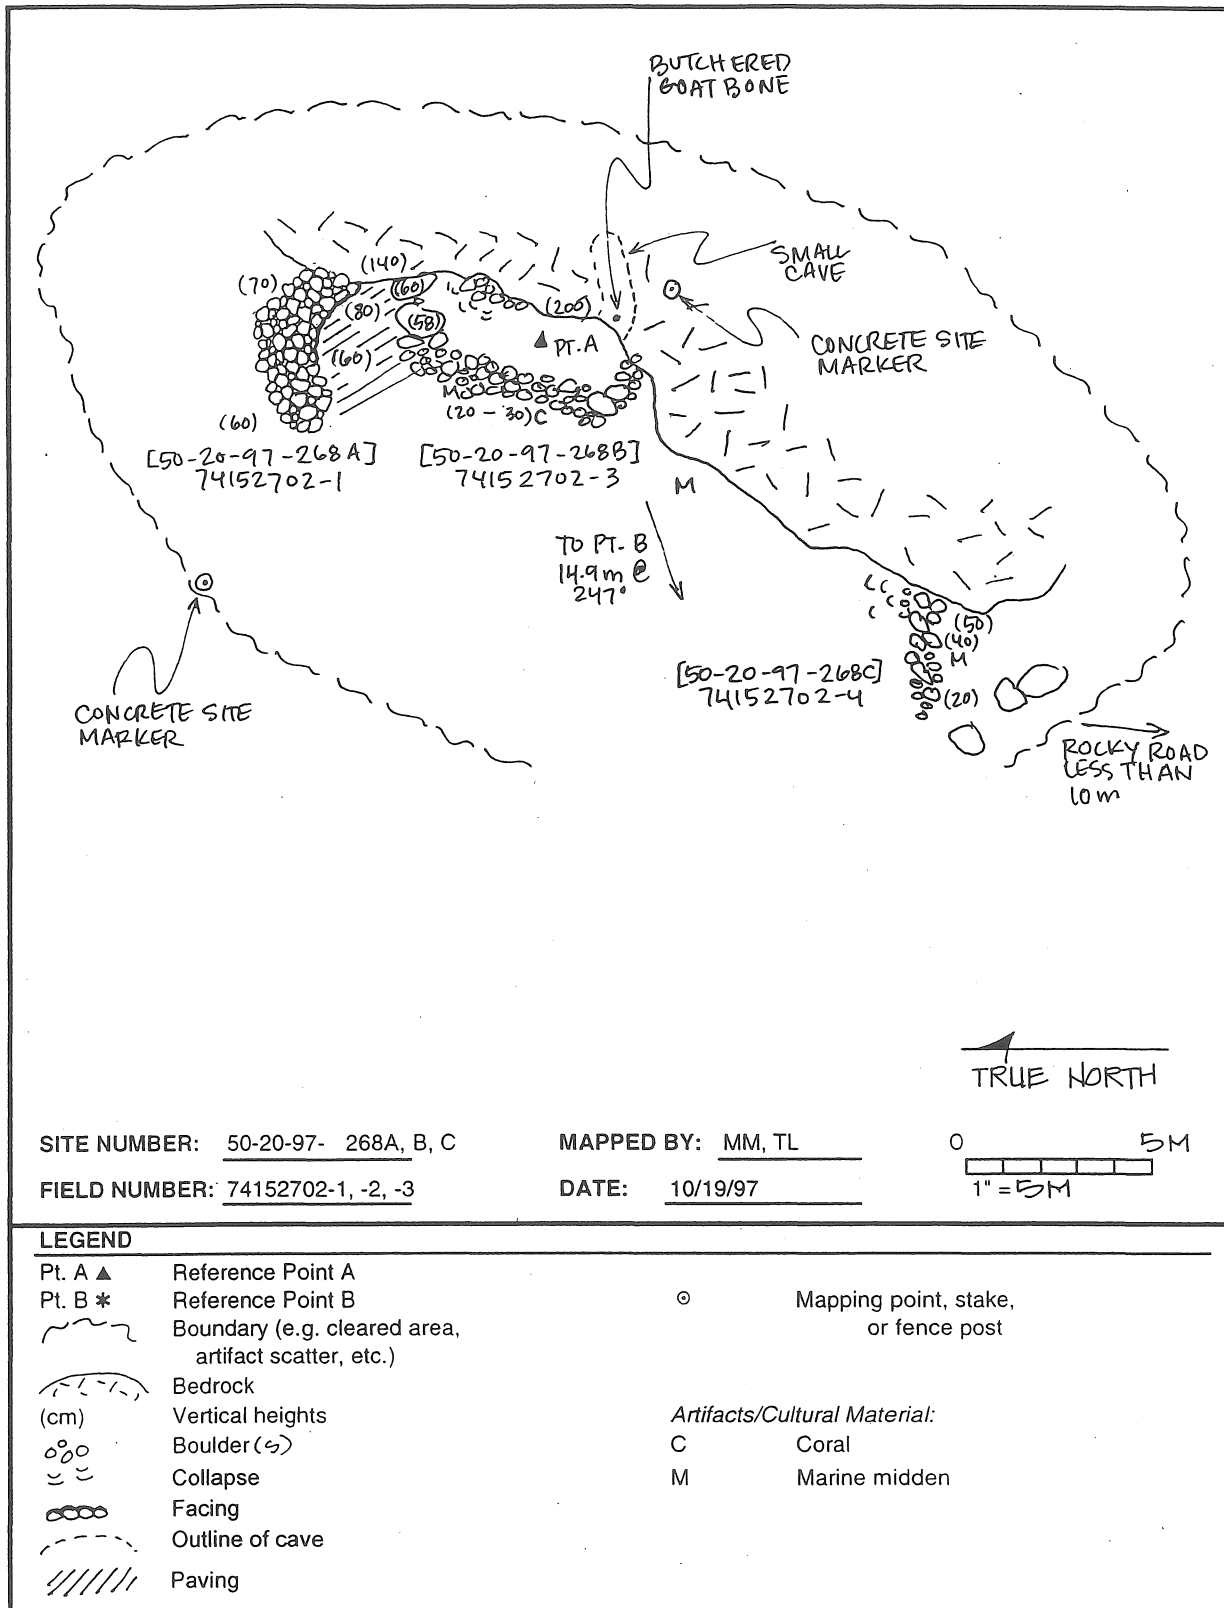 BUTCHERED
GOAT BONE
SMALL
CAVE
CONCRETE SITE
MARKER
(70)
(140)
(60)
(80)
(58)
(60)
(200)
PT. A
M C
(20 - 30) C
(60)
[50-20-97-268A]
74152702-1
[50-20-97-268B]
74152702-3
M
TO PT. B
14.9m @
247°
(50)
(40)
M
(20)
[50-20-97-268C]
74152702-4
CONCRETE SITE
MARKER
ROCKY ROAD
LESS THAN
10m
TRUE NORTH
SITE NUMBER: 50-20-97- 268A, B, C
MAPPED BY: MM, TL
0 5M
FIELD NUMBER: 74152702-1, -2, -3
DATE: 10/19/97
1" = 5M
LEGEND
Pt. A ▲ Reference Point A
Pt. B ✱ Reference Point B
Boundary (e.g. cleared area,
artifact scatter, etc.)
Bedrock
(cm) Vertical heights
Boulder(s)
Collapse
Facing
Outline of cave
Paving
Mapping point, stake,
or fence post
Artifacts/Cultural Material:
C Coral
M Marine midden